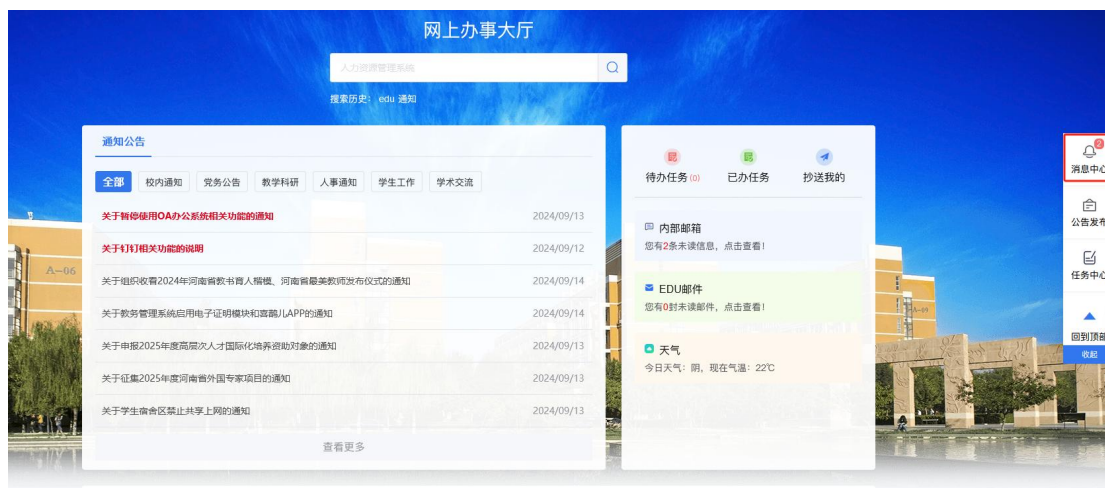 网上办事大厅
人力资源管理系统
搜索历史： edu 通知
通知公告
全部 校内通知 党务公告 教学科研 人事通知 学生工作 学术交流
关于暂停使用OA办公系统相关功能的通知 2024/09/13
关于钉钉相关功能的说明 2024/09/12
关于组织收看2024年河南省教书育人楷模、河南省最美教师发布仪式的通知 2024/09/14
关于教务管理系统启用电子证明模块和喜鹊儿APP的通知 2024/09/14
关于申报2025年度高层次人才国际化培养资助对象的通知 2024/09/13
关于征集2025年度河南省外国专家项目的通知 2024/09/13
关于学生宿舍区禁止共享上网的通知 2024/09/13
查看更多
待办任务(0) 已办任务 抄送我的
内部邮箱
您有2条未读信息，点击查看！
EDU邮件
您有0封未读邮件，点击查看！
天气
今日天气：阴，现在气温：22℃
2
消息中心
公告发布
任务中心
回到顶部
收起
A-06
A-09